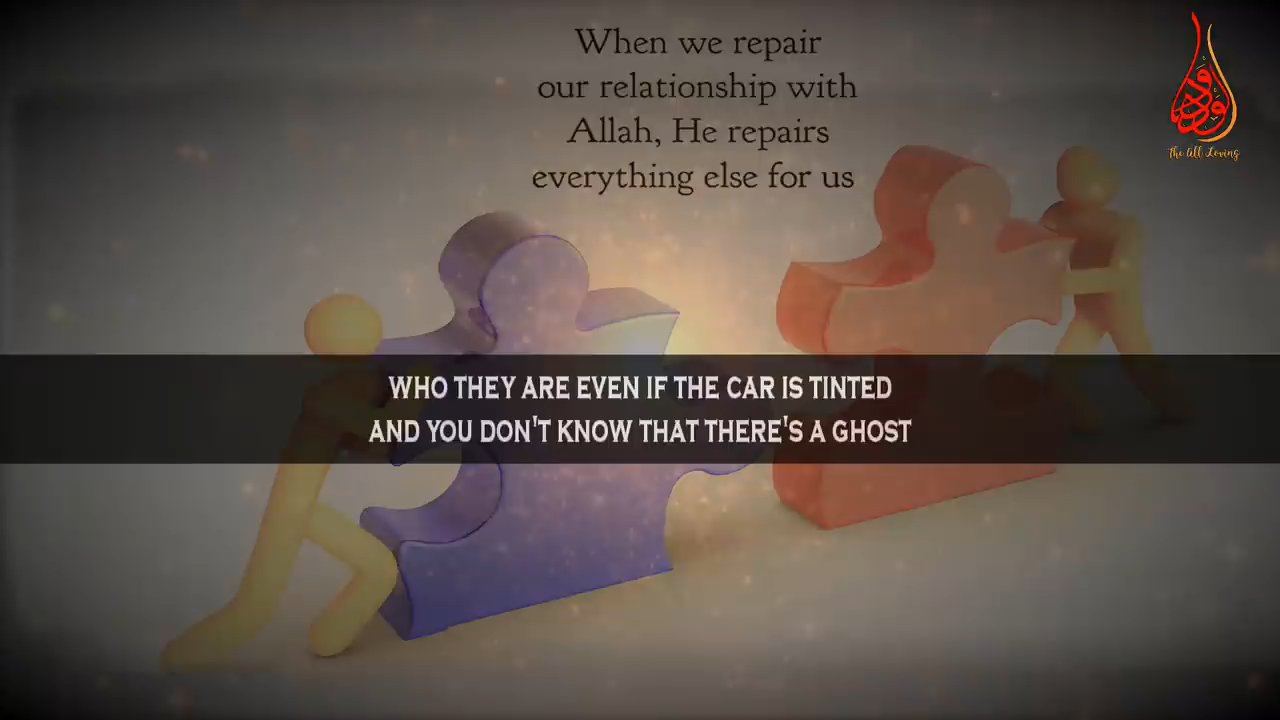 When we repair
our relationship with
Allah, He repairs
everything else for us
الودود
The All Loving
WHO THEY ARE EVEN IF THE CAR IS TINTED
AND YOU DON'T KNOW THAT THERE'S A GHOST